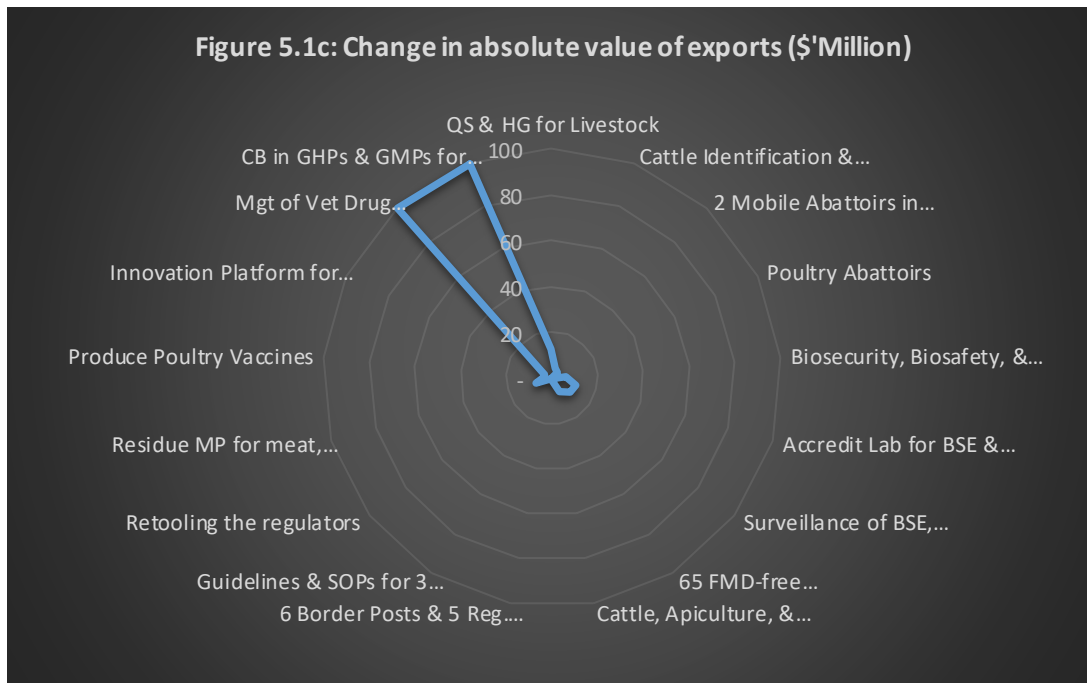 Figure 5.1c: Change in absolute value of exports ($'Million)
QS & HG for Livestock
Cattle Identification &...
2 Mobile Abattoirs in...
Poultry Abattoirs
Biosecurity, Biosafety, &...
Accredit Lab for BSE &...
Surveillance of BSE,...
65 FMD-free...
Cattle, Apiculture, &...
6 Border Posts & 5 Reg....
Guidelines & SOPs for 3...
Retooling the regulators
Residue MP for meat,...
Produce Poultry Vaccines
Innovation Platform for...
Mgt of Vet Drug...
CB in GHPs & GMPs for...
100
80
60
40
20
-